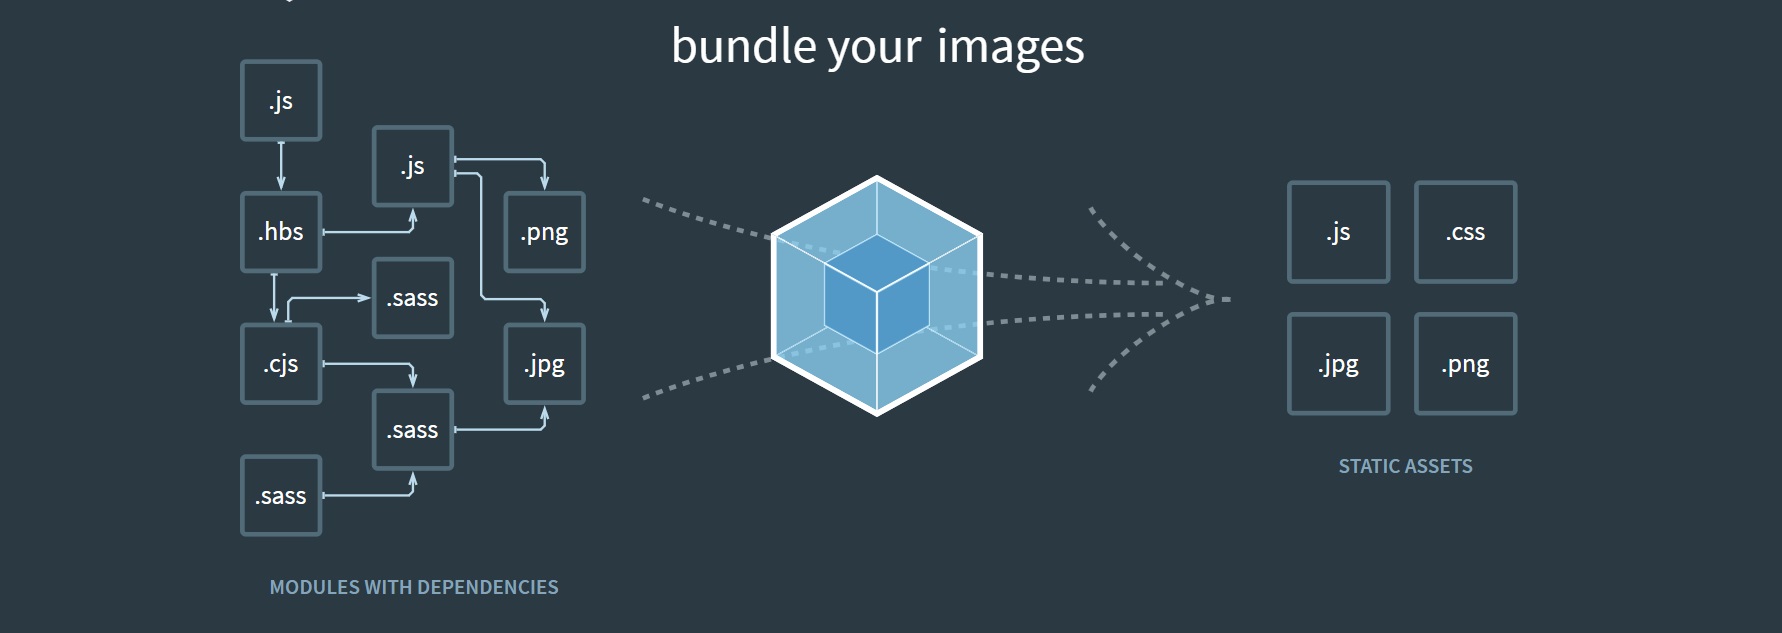 bundle your images
.js
.js
.hbs
.png
.sass
.cjs
.jpg
.sass
.sass
MODULES WITH DEPENDENCIES
.js
.css
.jpg
.png
STATIC ASSETS